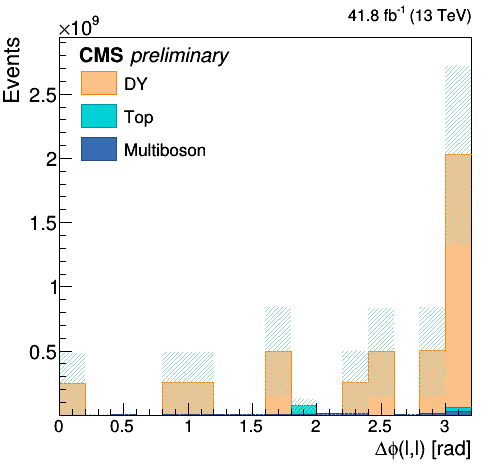 41.8 fb⁻¹ (13 TeV)
×10⁹
Events
CMS preliminary
DY
Top
Multiboson
2.5
2
1.5
1
0.5
0 0.5 1 1.5 2 2.5 3
Δϕ(l,l) [rad]